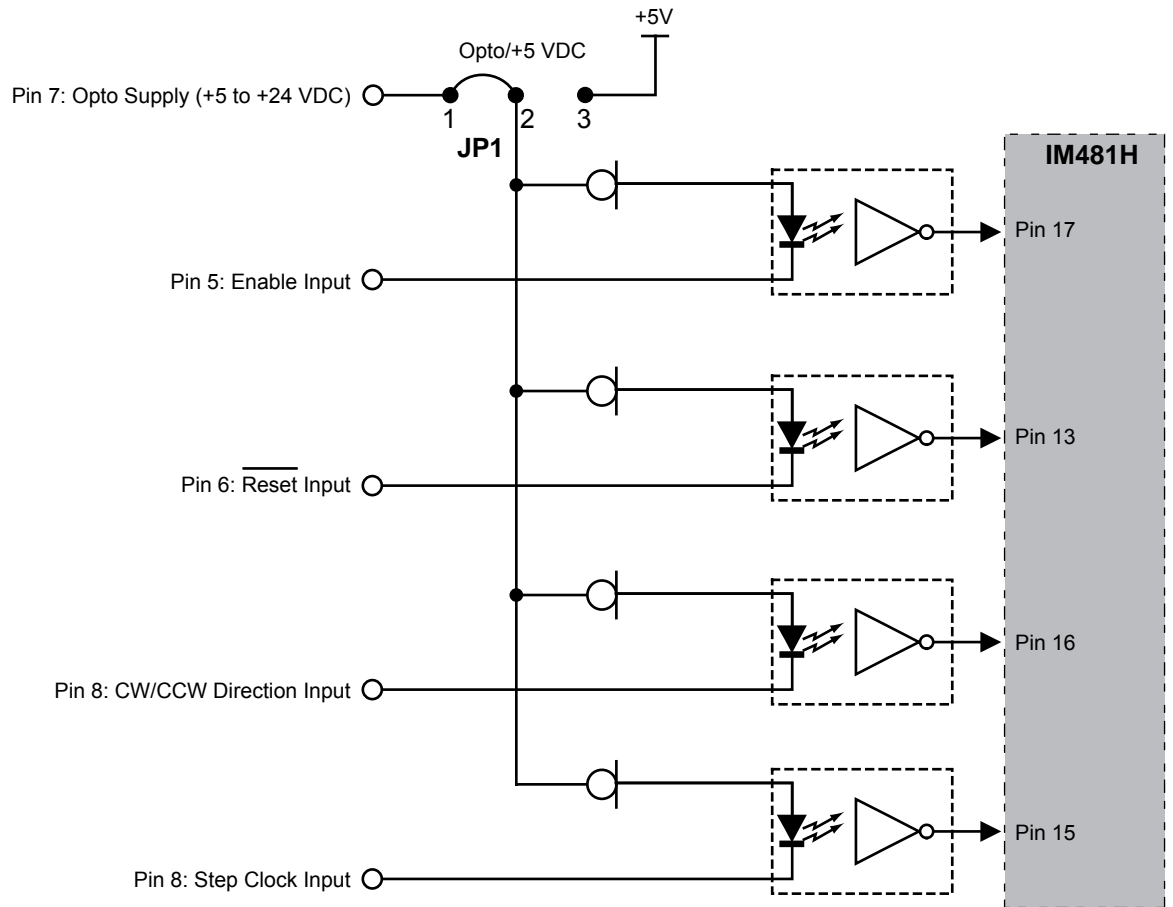 +5V
Opto/+5 VDC
Pin 7: Opto Supply (+5 to +24 VDC)
1 2 3
JP1
IM481H
Pin 17
Pin 5: Enable Input
Pin 13
Pin 6: Reset Input
Pin 16
Pin 8: CW/CCW Direction Input
Pin 15
Pin 8: Step Clock Input